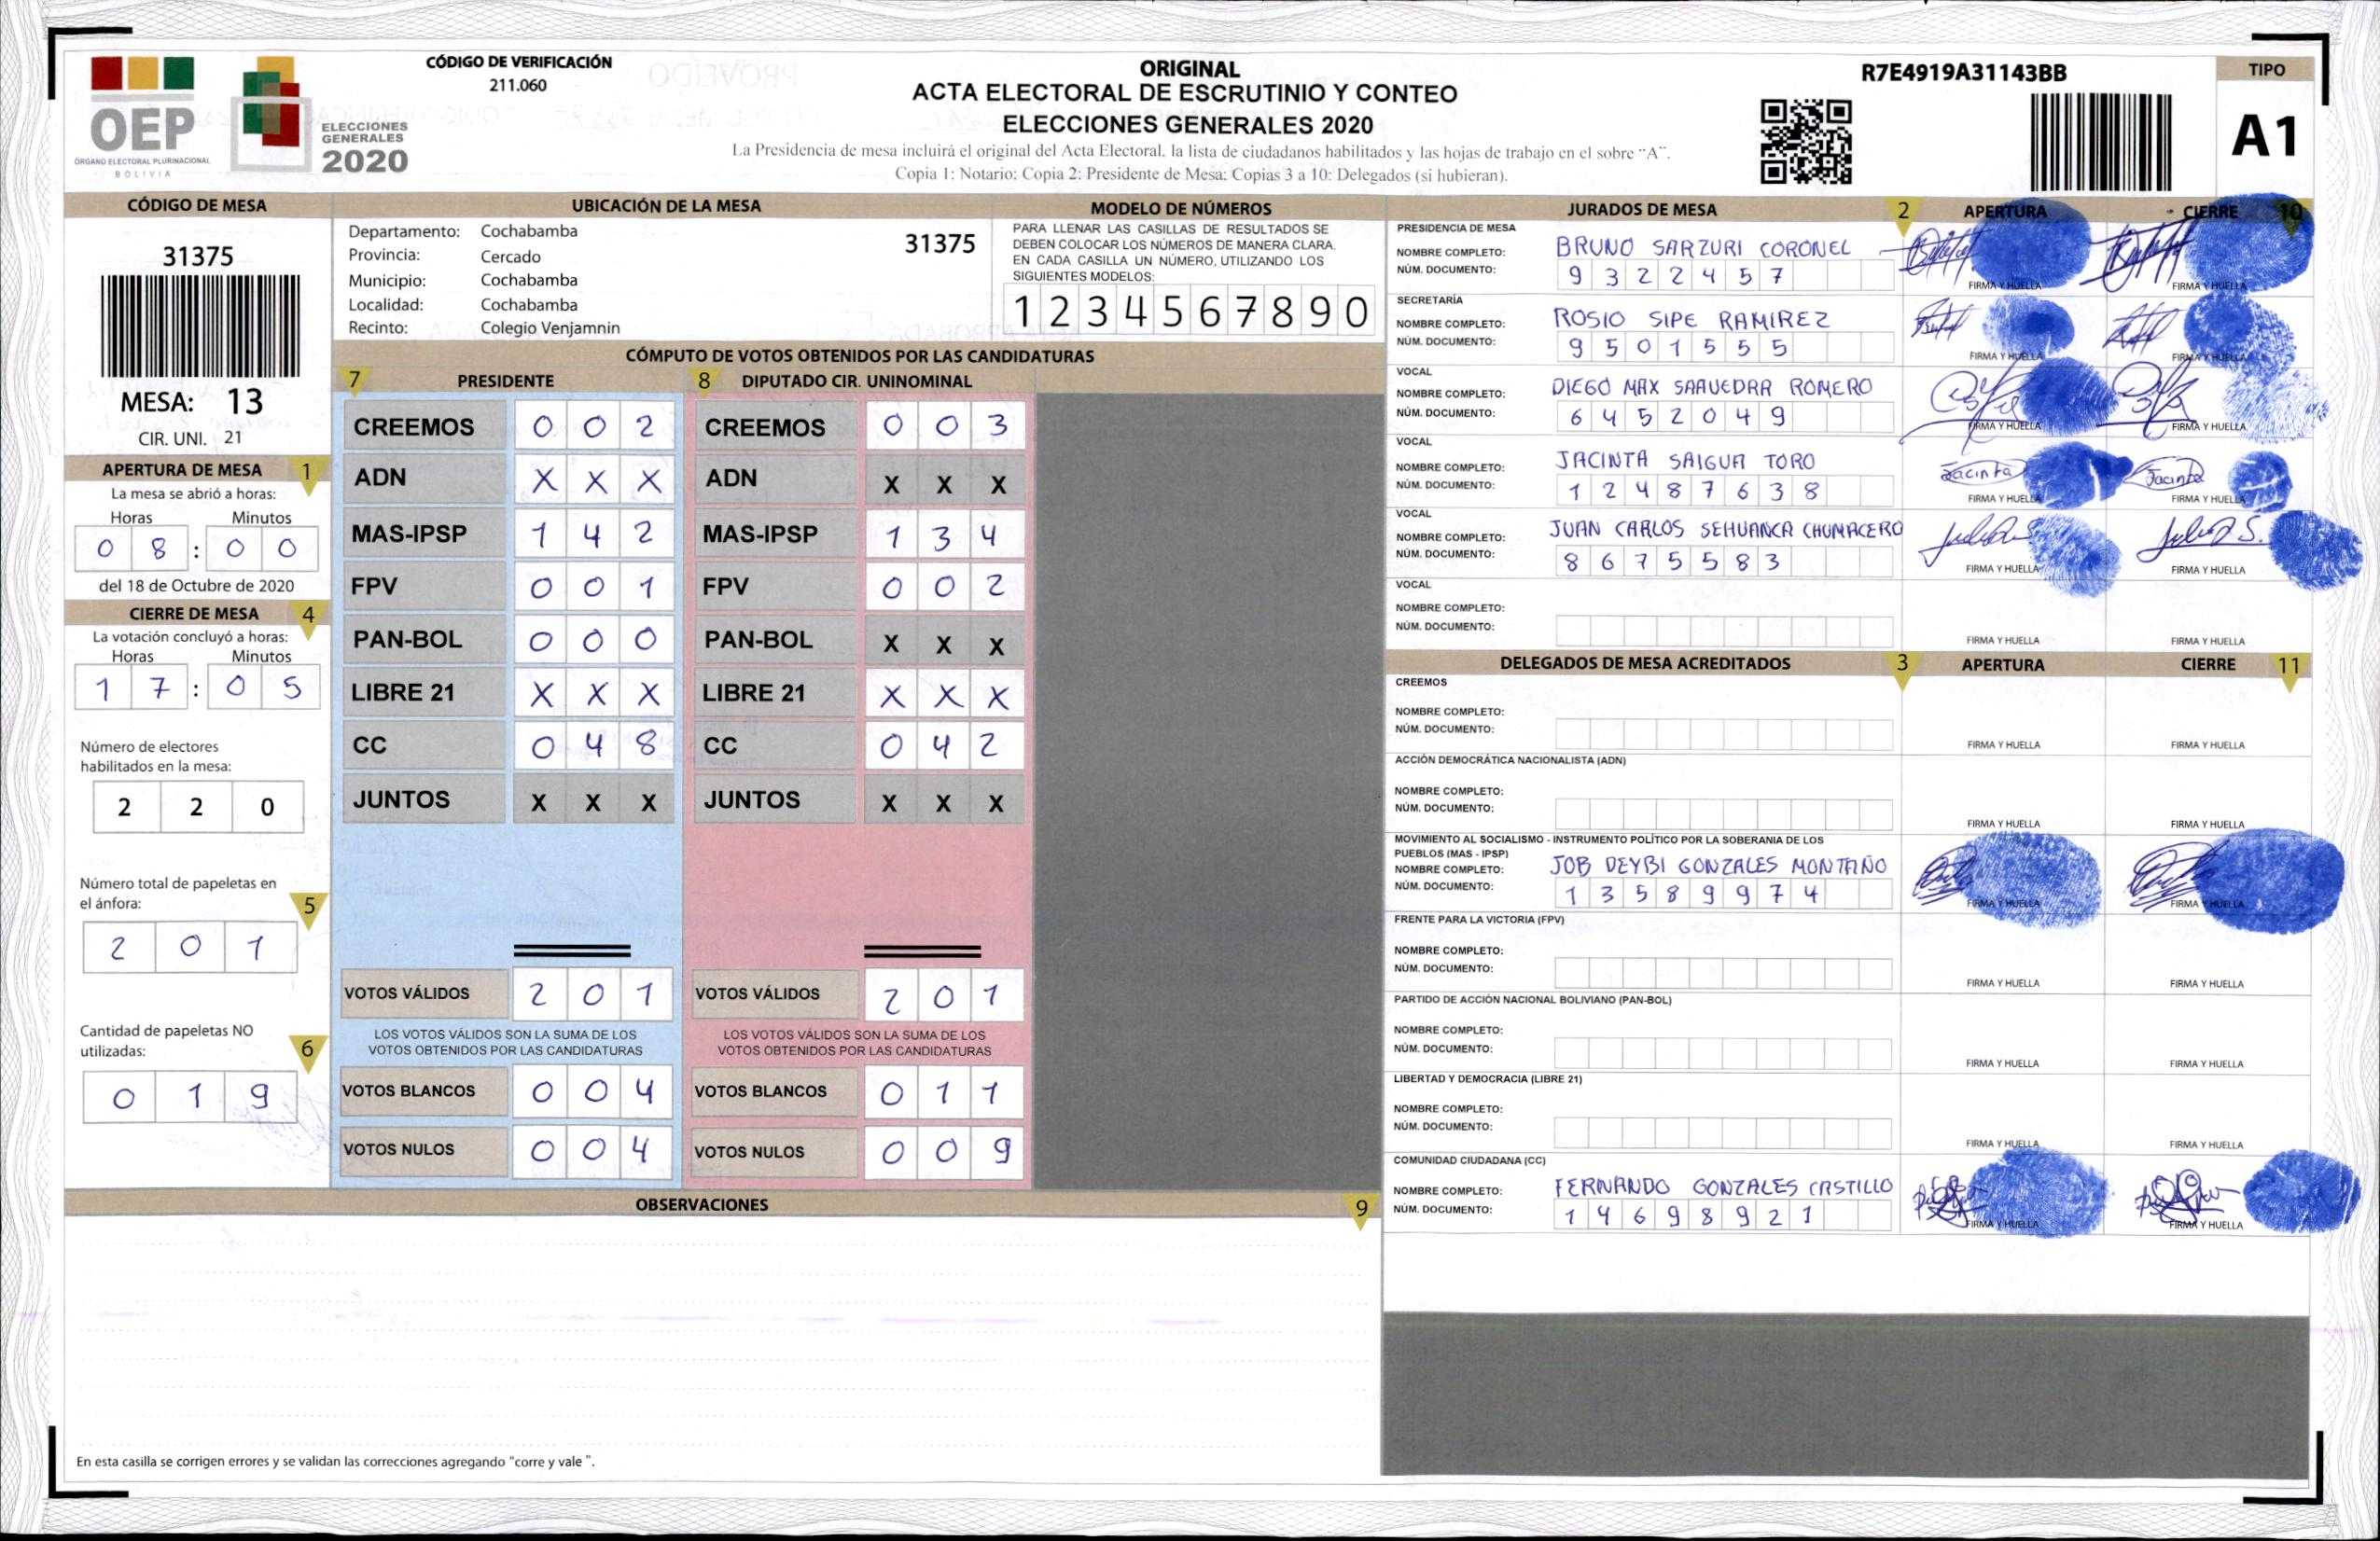 CÓDIGO DE VERIFICACIÓN
211.060
OEP
ÓRGANO ELECTORAL PLURINACIONAL
BOLIVIA
ELECCIONES
GENERALES
2020
ORIGINAL
ACTA ELECTORAL DE ESCRUTINIO Y CONTEO
ELECCIONES GENERALES 2020
La Presidencia de mesa incluirá el original del Acta Electoral, la lista de ciudadanos habilitados y las hojas de trabajo en el sobre "A".
Copia 1: Notario; Copia 2: Presidente de Mesa; Copias 3 a 10: Delegados (si hubieran).
R7E4919A31143BB
TIPO
A1
CÓDIGO DE MESA
31375
MESA: 13
CIR. UNI. 21
APERTURA DE MESA 1
La mesa se abrió a horas:
Horas Minutos
0 8 : 0 0
del 18 de Octubre de 2020
CIERRE DE MESA 4
La votación concluyó a horas:
Horas Minutos
1 7 : 0 5
Número de electores
habilitados en la mesa:
2 2 0
Número total de papeletas en
el ánfora:
5
2 0 1
Cantidad de papeletas NO
utilizadas:
6
0 1 9
UBICACIÓN DE LA MESA
Departamento: Cochabamba
31375
Provincia: Cercado
Municipio: Cochabamba
Localidad: Cochabamba
Recinto: Colegio Venjamnin
MODELO DE NÚMEROS
PARA LLENAR LAS CASILLAS DE RESULTADOS SE
DEBEN COLOCAR LOS NÚMEROS DE MANERA CLARA.
EN CADA CASILLA UN NÚMERO, UTILIZANDO LOS
SIGUIENTES MODELOS:
1 2 3 4 5 6 7 8 9 0
CÓMPUTO DE VOTOS OBTENIDOS POR LAS CANDIDATURAS
7 PRESIDENTE
CREEMOS 0 0 2
ADN X X X
MAS-IPSP 1 4 2
FPV 0 0 1
PAN-BOL 0 0 0
LIBRE 21 X X X
CC 0 4 8
JUNTOS X X X
VOTOS VÁLIDOS 2 0 1
LOS VOTOS VÁLIDOS SON LA SUMA DE LOS
VOTOS OBTENIDOS POR LAS CANDIDATURAS
VOTOS BLANCOS 0 0 4
VOTOS NULOS 0 0 4
8 DIPUTADO CIR. UNINOMINAL
CREEMOS 0 0 3
ADN X X X
MAS-IPSP 1 3 4
FPV 0 0 2
PAN-BOL X X X
LIBRE 21 X X X
CC 0 4 2
JUNTOS X X X
VOTOS VÁLIDOS 2 0 1
LOS VOTOS VÁLIDOS SON LA SUMA DE LOS
VOTOS OBTENIDOS POR LAS CANDIDATURAS
VOTOS BLANCOS 0 1 1
VOTOS NULOS 0 0 9
OBSERVACIONES 9
En esta casilla se corrigen errores y se validan las correcciones agregando "corre y vale ".
JURADOS DE MESA 2 APERTURA CIERRE 10
PRESIDENCIA DE MESA
NOMBRE COMPLETO: BRUNO SARZURI CORONEL
NÚM. DOCUMENTO: 9 3 2 2 4 5 7
FIRMA Y HUELLA FIRMA Y HUELLA
SECRETARÍA
NOMBRE COMPLETO: ROSIO SIPE RAMIREZ
NÚM. DOCUMENTO: 9 5 0 1 5 5 5
FIRMA Y HUELLA FIRMA Y HUELLA
VOCAL
NOMBRE COMPLETO: DIEGO MAX SAAVEDRA ROMERO
NÚM. DOCUMENTO: 6 4 5 2 0 4 9
FIRMA Y HUELLA FIRMA Y HUELLA
VOCAL
NOMBRE COMPLETO: JACINTA SAIGUA TORO
NÚM. DOCUMENTO: 1 2 4 8 7 6 3 8
Jacinta Jacinta
FIRMA Y HUELLA FIRMA Y HUELLA
VOCAL
NOMBRE COMPLETO: JUAN CARLOS SEHUANCA CHUMACERO
NÚM. DOCUMENTO: 8 6 7 5 5 8 3
FIRMA Y HUELLA FIRMA Y HUELLA
VOCAL
NOMBRE COMPLETO:
NÚM. DOCUMENTO:
FIRMA Y HUELLA FIRMA Y HUELLA
DELEGADOS DE MESA ACREDITADOS 3 APERTURA CIERRE 11
CREEMOS
NOMBRE COMPLETO:
NÚM. DOCUMENTO:
FIRMA Y HUELLA FIRMA Y HUELLA
ACCIÓN DEMOCRÁTICA NACIONALISTA (ADN)
NOMBRE COMPLETO:
NÚM. DOCUMENTO:
FIRMA Y HUELLA FIRMA Y HUELLA
MOVIMIENTO AL SOCIALISMO - INSTRUMENTO POLÍTICO POR LA SOBERANIA DE LOS
PUEBLOS (MAS - IPSP)
NOMBRE COMPLETO: JOB DEYBI GONZALES MONTAÑO
NÚM. DOCUMENTO: 1 3 5 8 9 9 7 4
FIRMA Y HUELLA FIRMA Y HUELLA
FRENTE PARA LA VICTORIA (FPV)
NOMBRE COMPLETO:
NÚM. DOCUMENTO:
FIRMA Y HUELLA FIRMA Y HUELLA
PARTIDO DE ACCIÓN NACIONAL BOLIVIANO (PAN-BOL)
NOMBRE COMPLETO:
NÚM. DOCUMENTO:
FIRMA Y HUELLA FIRMA Y HUELLA
LIBERTAD Y DEMOCRACIA (LIBRE 21)
NOMBRE COMPLETO:
NÚM. DOCUMENTO:
FIRMA Y HUELLA FIRMA Y HUELLA
COMUNIDAD CIUDADANA (CC)
NOMBRE COMPLETO: FERNANDO GONZALES CASTILLO
NÚM. DOCUMENTO: 1 4 6 9 8 9 2 1
FIRMA Y HUELLA FIRMA Y HUELLA